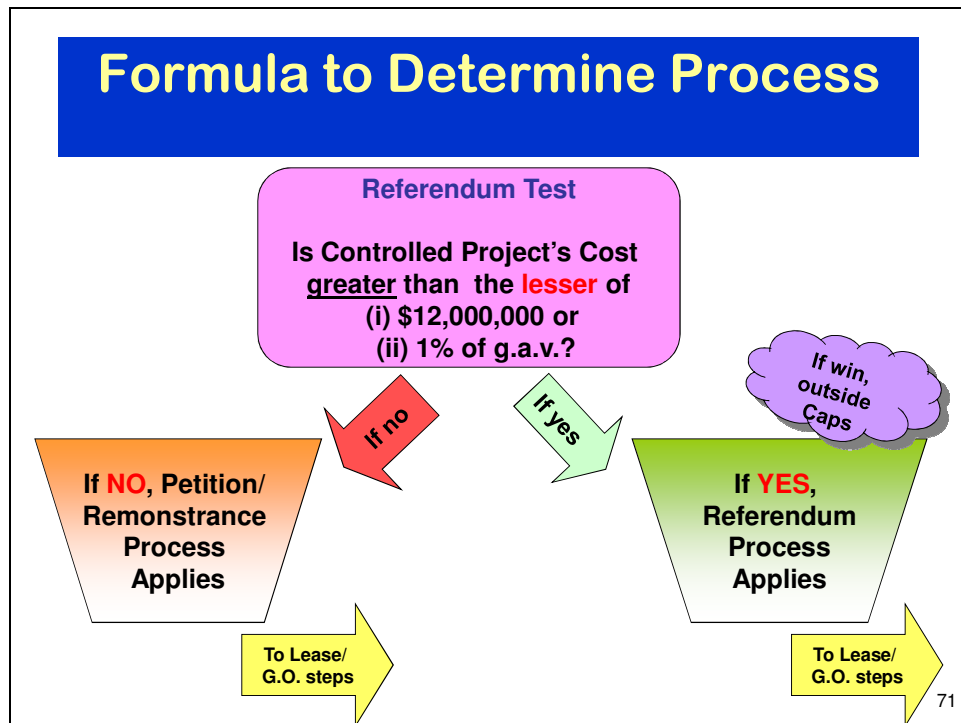 Formula to Determine Process
Referendum Test
Is Controlled Project's Cost
greater than the lesser of
(i) $12,000,000 or
(ii) 1% of g.a.v.?
If no
If yes
If win,
outside
Caps
If NO, Petition/
Remonstrance
Process
Applies
If YES,
Referendum
Process
Applies
To Lease/
G.O. steps
To Lease/
G.O. steps
71